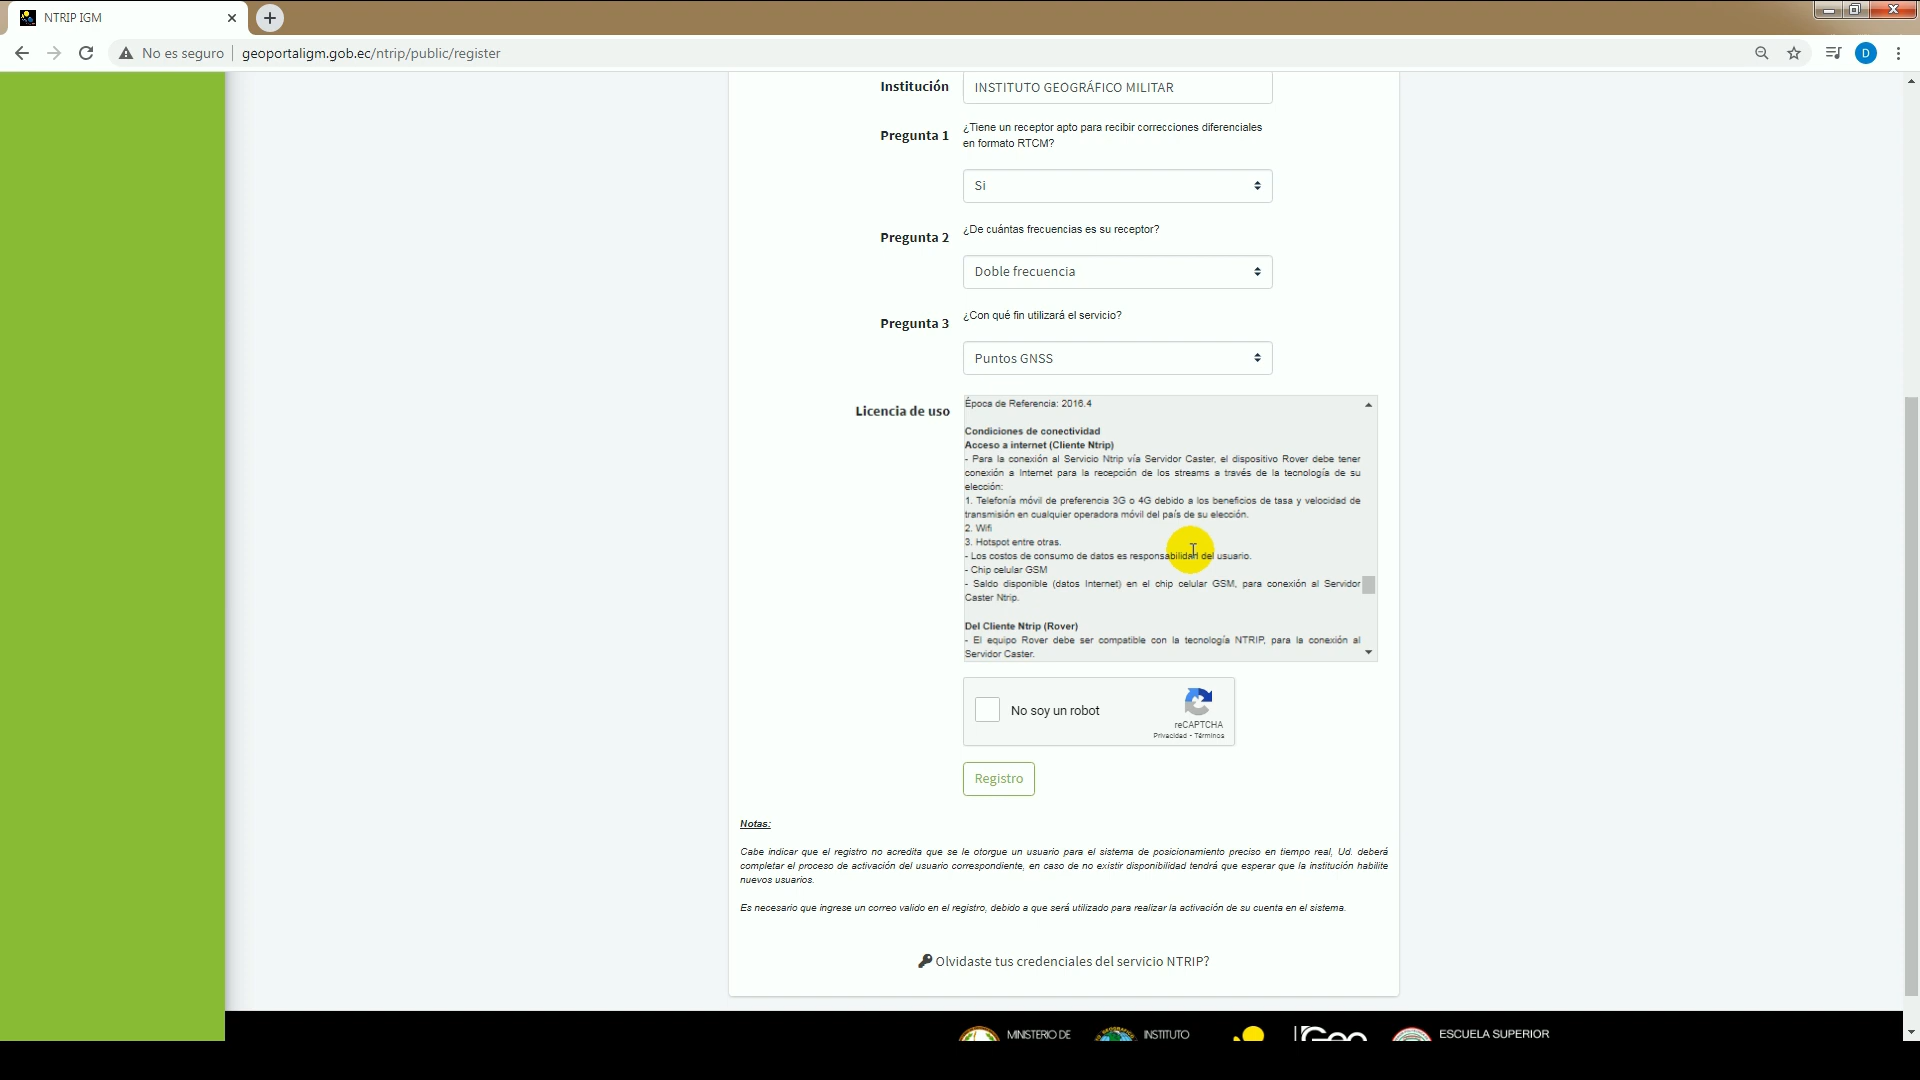 NTRIP IGM
No es seguro
geoportaligm.gob.ec/ntrip/public/register
D
Institución
INSTITUTO GEOGRÁFICO MILITAR
Pregunta 1
¿Tiene un receptor apto para recibir correcciones diferenciales
en formato RTCM?
Si
Pregunta 2
¿De cuántas frecuencias es su receptor?
Doble frecuencia
Pregunta 3
¿Con qué fin utilizará el servicio?
Puntos GNSS
Licencia de uso
Época de Referencia: 2016.4
Condiciones de conectividad
Acceso a internet (Cliente Ntrip)
- Para la conexión al Servicio Ntrip vía Servidor Caster, el dispositivo Rover debe tener
conexión a Internet para la recepción de los streams a través de la tecnología de su
elección:
1. Telefonía móvil de preferencia 3G o 4G debido a los beneficios de tasa y velocidad de
transmisión en cualquier operadora móvil del país de su elección.
2. Wifi
3. Hotspot entre otras.
- Los costos de consumo de datos es responsabilidad del usuario.
- Chip celular GSM
- Saldo disponible (datos Internet) en el chip celular GSM, para conexión al Servidor
Caster Ntrip.
Del Cliente Ntrip (Rover)
- El equipo Rover debe ser compatible con la tecnología NTRIP, para la conexión al
Servidor Caster.
No soy un robot
reCAPTCHA
Privacidad - Términos
Registro
Notas:
Cabe indicar que el registro no acredita que se le otorgue un usuario para el sistema de posicionamiento preciso en tiempo real, Ud. deberá
completar el proceso de activación del usuario correspondiente, en caso de no existir disponibilidad tendrá que esperar que la institución habilite
nuevos usuarios.
Es necesario que ingrese un correo valido en el registro, debido a que será utilizado para realizar la activación de su cuenta en el sistema.
Olvidaste tus credenciales del servicio NTRIP?
MINISTERIO DE
INSTITUTO
Geo
ESCUELA SUPERIOR